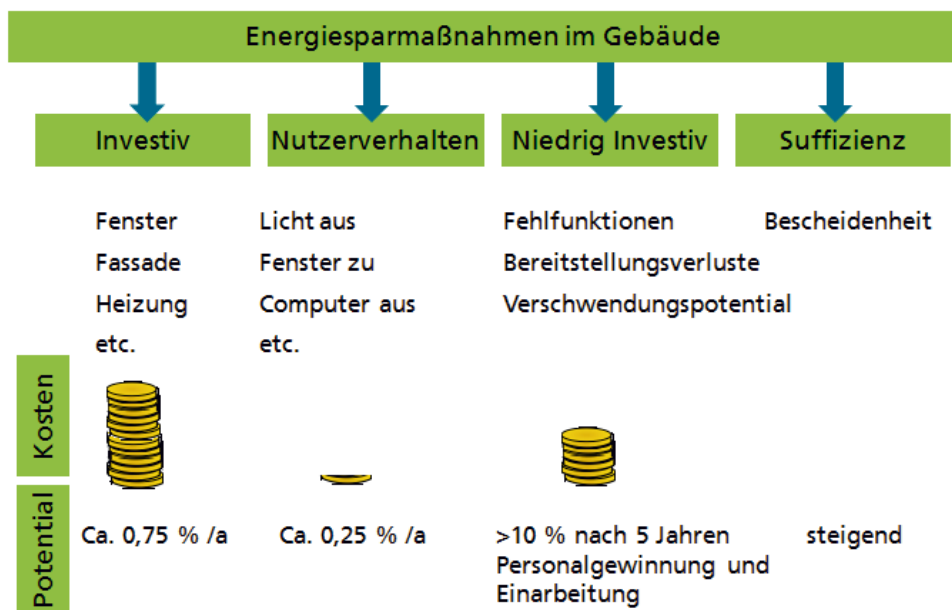 Energiesparmaßnahmen im Gebäude
Investiv
Nutzerverhalten
Niedrig Investiv
Suffizienz
Fenster
Fassade
Heizung
etc.
Licht aus
Fenster zu
Computer aus
etc.
Fehlfunktionen
Bereitstellungsverluste
Verschwendungspotential
Bescheidenheit
Kosten
Potential
Ca. 0,75 % /a
Ca. 0,25 % /a
>10 % nach 5 Jahren
Personalgewinnung und
Einarbeitung
steigend